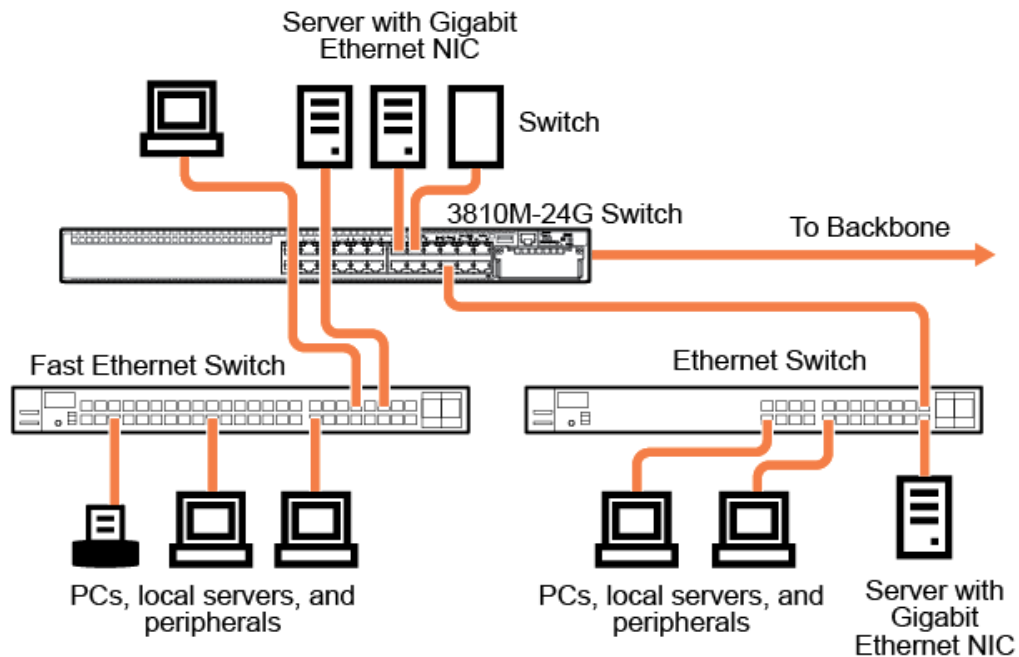 Server with Gigabit
Ethernet NIC
Switch
3810M-24G Switch
To Backbone
Fast Ethernet Switch
Ethernet Switch
PCs, local servers, and
peripherals
PCs, local servers, and
peripherals
Server with
Gigabit
Ethernet NIC